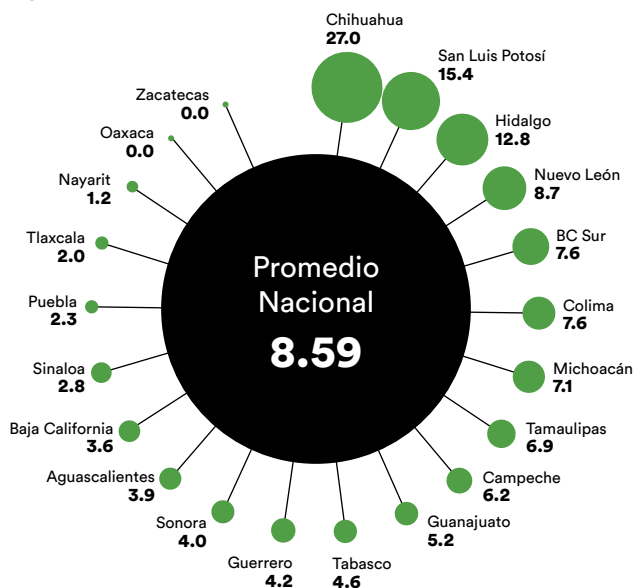 Chihuahua
27.0
San Luis Potosí
15.4
Hidalgo
12.8
Nuevo León
8.7
BC Sur
7.6
Colima
7.6
Michoacán
7.1
Tamaulipas
6.9
Campeche
6.2
Guanajuato
5.2
Tabasco
4.6
Guerrero
4.2
Sonora
4.0
Aguascalientes
3.9
Baja California
3.6
Sinaloa
2.8
Puebla
2.3
Tlaxcala
2.0
Nayarit
1.2
Oaxaca
0.0
Zacatecas
0.0
Promedio
Nacional
8.59